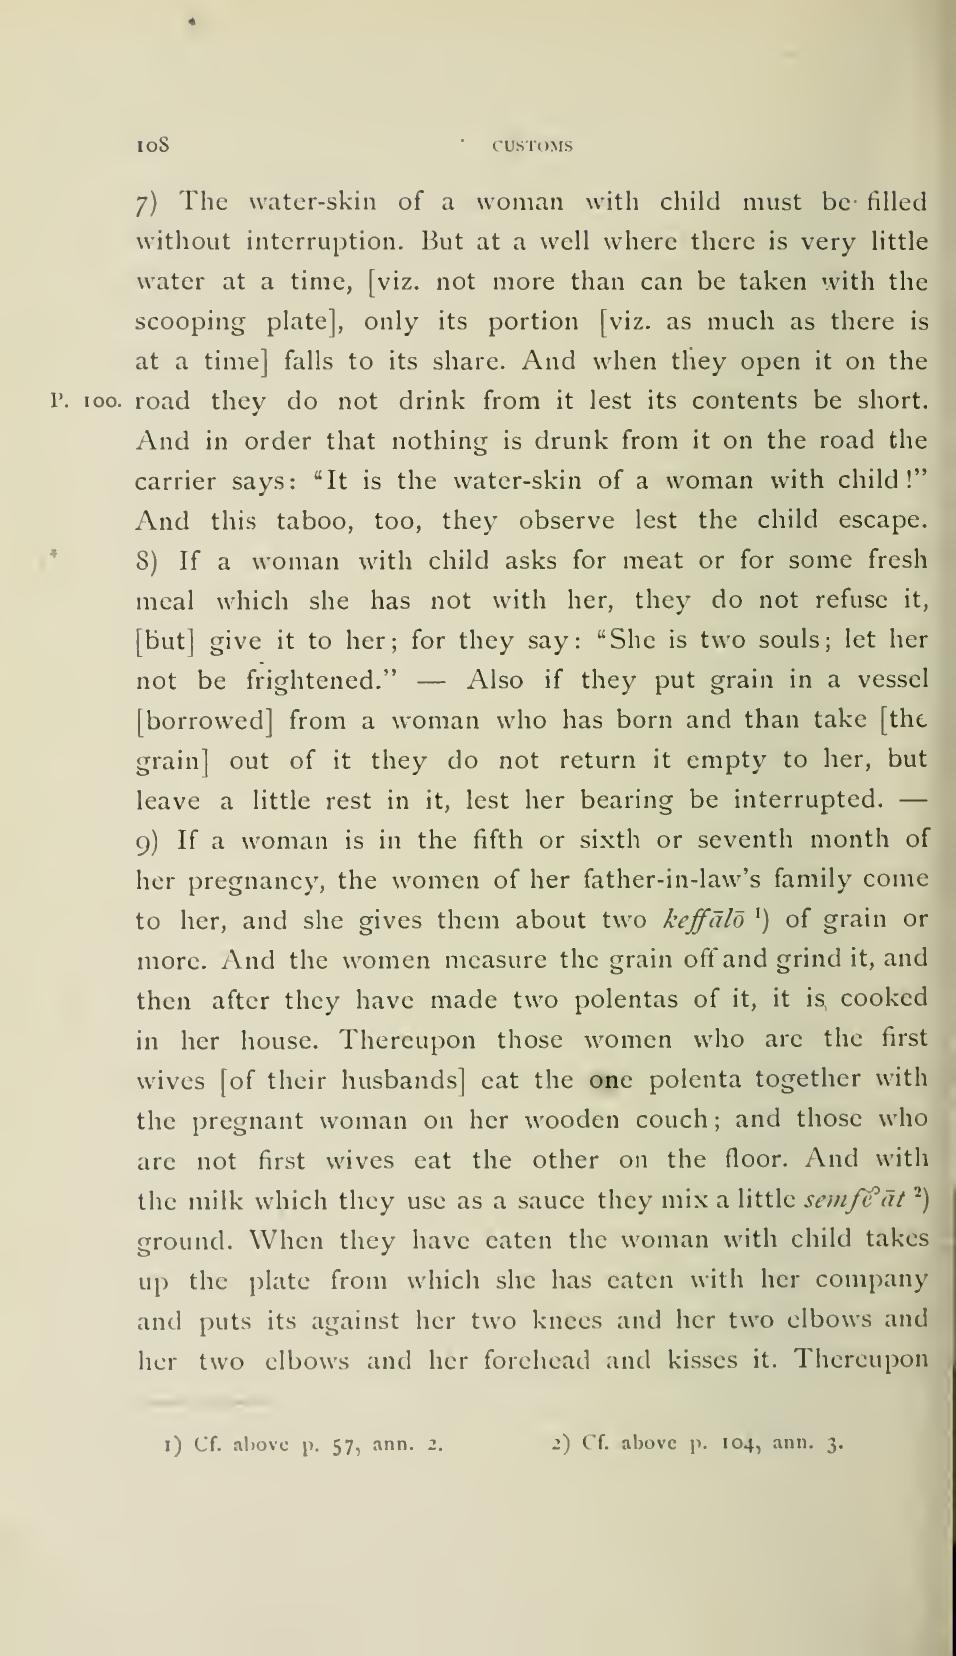 108 CUSTOMS
7) The water-skin of a woman with child must be filled
without interruption. But at a well where there is very little
water at a time, [viz. not more than can be taken with the
scooping plate], only its portion [viz. as much as there is
at a time] falls to its share. And when they open it on the
P. 100. road they do not drink from it lest its contents be short.
And in order that nothing is drunk from it on the road the
carrier says: “It is the water-skin of a woman with child!”
And this taboo, too, they observe lest the child escape.
8) If a woman with child asks for meat or for some fresh
meal which she has not with her, they do not refuse it,
[but] give it to her; for they say: “She is two souls; let her
not be frightened.” — Also if they put grain in a vessel
[borrowed] from a woman who has born and than take [the
grain] out of it they do not return it empty to her, but
leave a little rest in it, lest her bearing be interrupted. —
9) If a woman is in the fifth or sixth or seventh month of
her pregnancy, the women of her father-in-law’s family come
to her, and she gives them about two keffālō ¹) of grain or
more. And the women measure the grain off and grind it, and
then after they have made two polentas of it, it is cooked
in her house. Thereupon those women who are the first
wives [of their husbands] eat the one polenta together with
the pregnant woman on her wooden couch; and those who
are not first wives eat the other on the floor. And with
the milk which they use as a sauce they mix a little semfĕʾāt ²)
ground. When they have eaten the woman with child takes
up the plate from which she has eaten with her company
and puts its against her two knees and her two elbows and
her two elbows and her forehead and kisses it. Thereupon
1) Cf. above p. 57, ann. 2. 2) Cf. above p. 104, ann. 3.